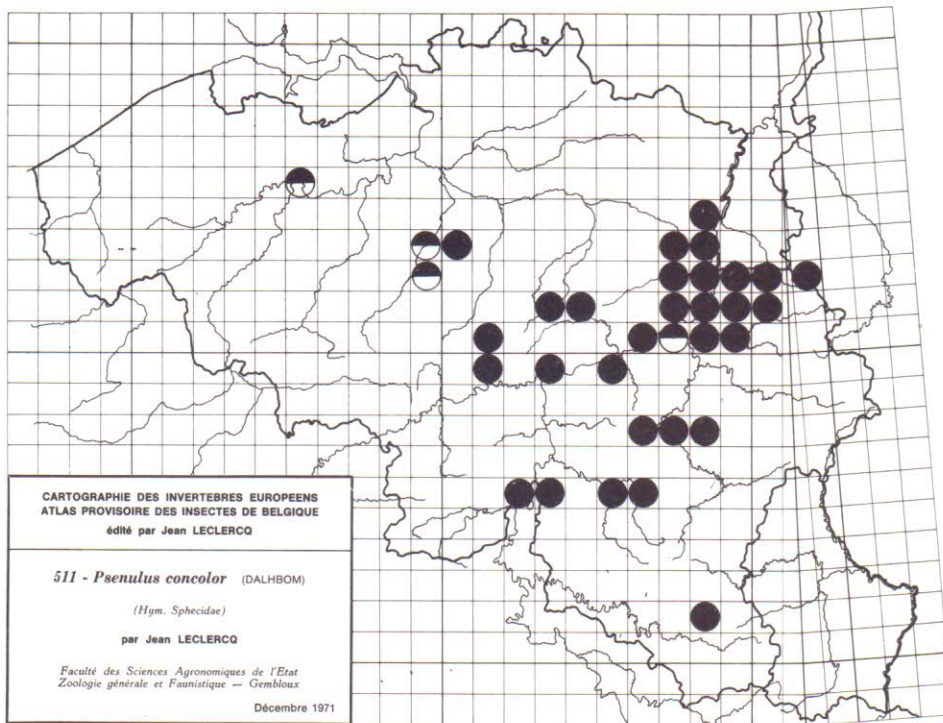 CARTOGRAPHIE DES INVERTEBRES EUROPEENS
ATLAS PROVISOIRE DES INSECTES DE BELGIQUE
édité par Jean LECLERCQ
511 - Psenulus concolor (DALHBOM)
(Hym. Sphecidae)
par Jean LECLERCQ
Faculté des Sciences Agronomiques de l'Etat
Zoologie générale et Faunistique — Gembloux
Décembre 1971